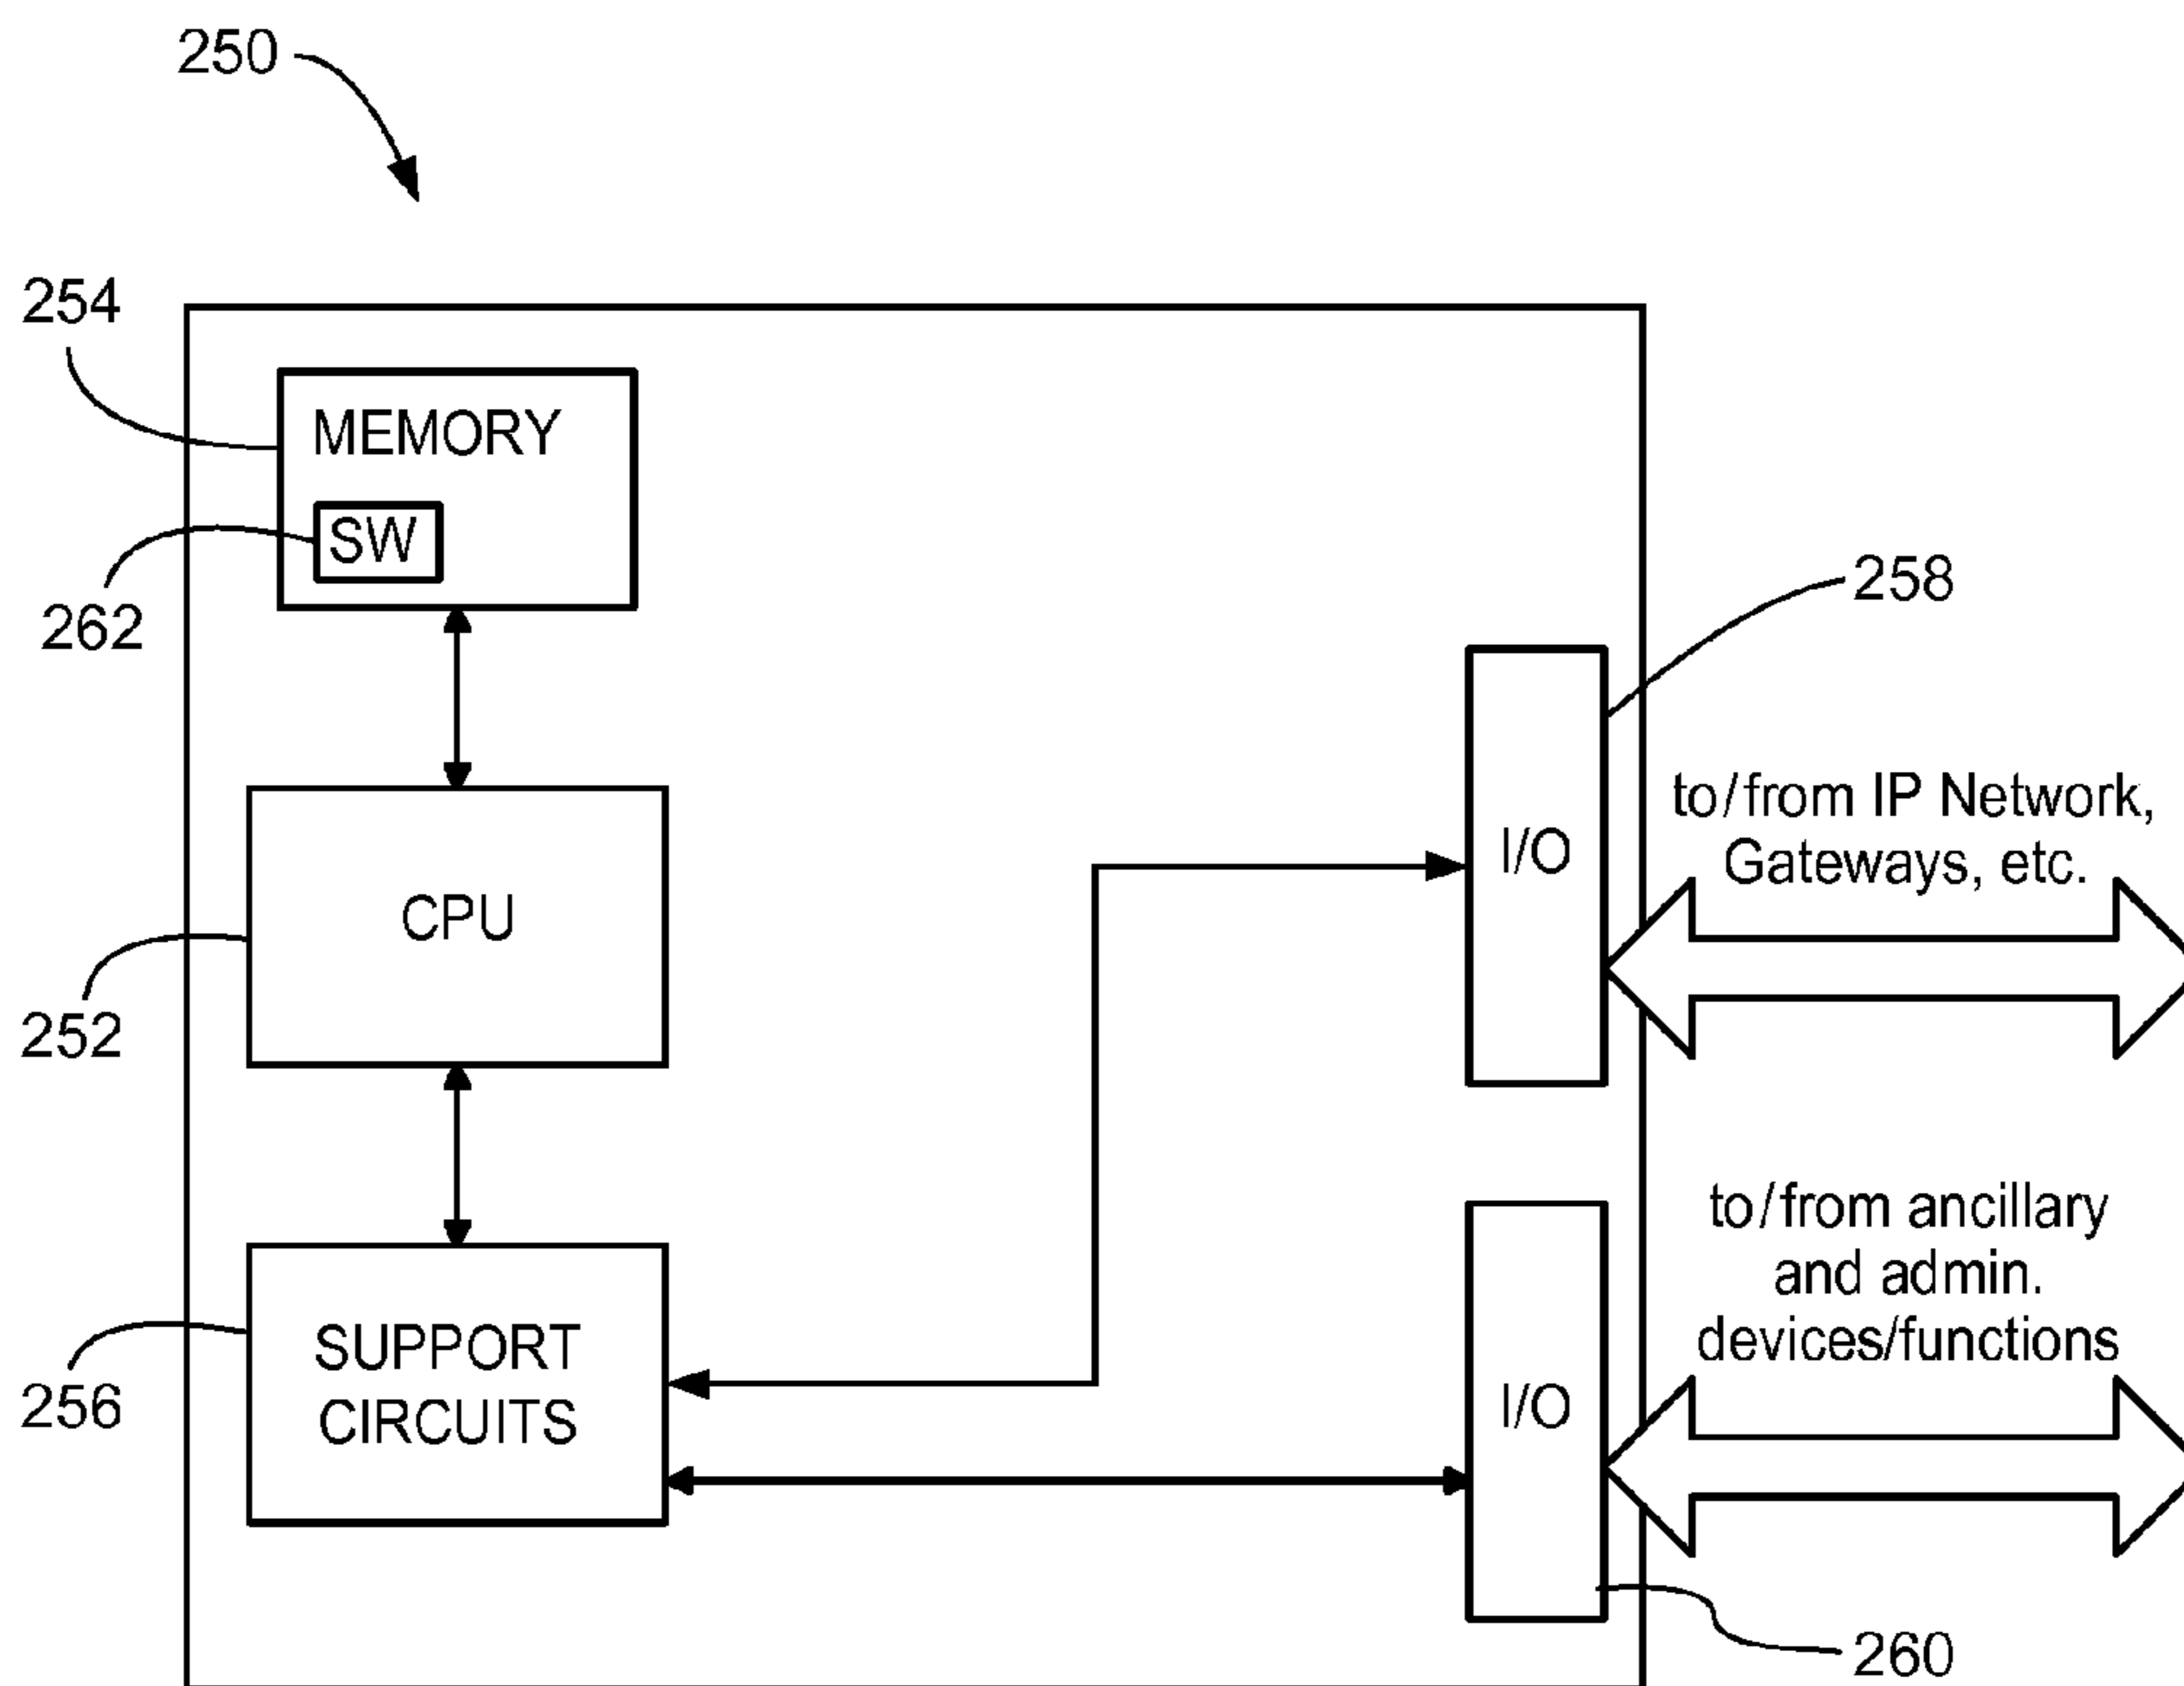 250
254
MEMORY
SW
262
258
to/from IP Network,
Gateways, etc.
I/O
CPU
252
to/from ancillary
and admin.
devices/functions
SUPPORT
CIRCUITS
256
I/O
260